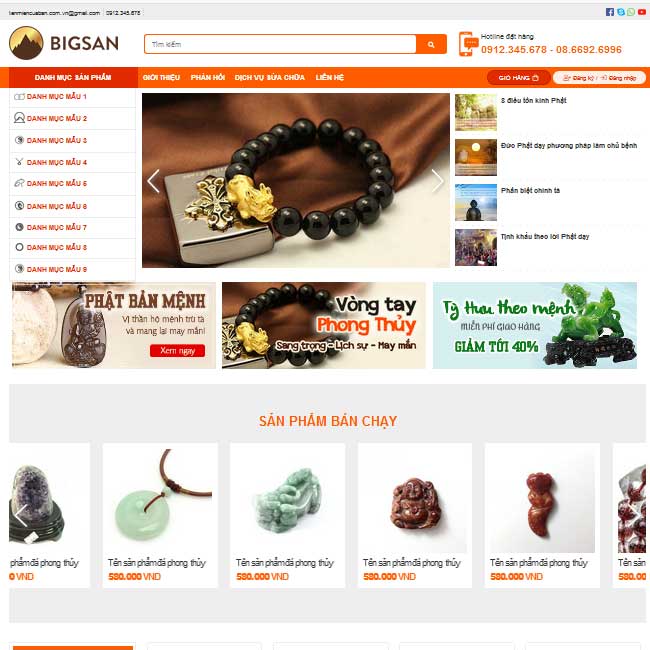 tenmiencuaban.com.vn@gmail.com 0912.345.678
BIGSAN
Tìm kiếm
Hotline đặt hàng:
0912.345.678 - 08.6692.6996
DANH MỤC SẢN PHẨM
GIỚI THIỆU PHẢN HỒI DỊCH VỤ SỬA CHỮA LIÊN HỆ
GIỎ HÀNG
Đăng ký / Đăng nhập
DANH MỤC MẪU 1
DANH MỤC MẪU 2
DANH MỤC MẪU 3
DANH MỤC MẪU 4
DANH MỤC MẪU 5
DANH MỤC MẪU 6
DANH MỤC MẪU 7
DANH MỤC MẪU 8
DANH MỤC MẪU 9
8 điều tôn kính Phật
Đức Phật dạy phương pháp làm chủ bệnh
Phân biệt chính tà
Tịnh khẩu theo lời Phật dạy
PHẬT BẢN MỆNH
Vị thần hộ mệnh trừ tà
và mang lại may mắn!
Xem ngay
Vòng tay
Phong Thủy
Sang trọng - Lịch sự - May mắn
Tỳ Hưu theo mệnh
MIỄN PHÍ GIAO HÀNG
GIẢM TỚI 40%
SẢN PHẨM BÁN CHẠY
phẩm đá phong thủy
0 VND
Tên sản phẩm đá phong thủy
580.000 VND
Tên sản phẩm đá phong thủy
580.000 VND
Tên sản phẩm đá phong thủy
580.000 VND
Tên sản phẩm đá phong thủy
580.000 VND
Tên sản
580.00